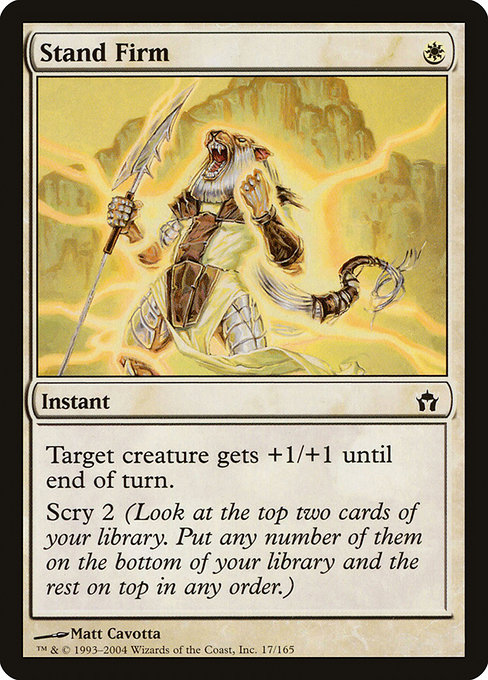 Stand Firm
Instant
Target creature gets +1/+1 until
end of turn.
Scry 2 (Look at the top two cards of
your library. Put any number of them
on the bottom of your library and the
rest on top in any order.)
Matt Cavotta
™ & © 1993–2004 Wizards of the Coast, Inc. 17/165